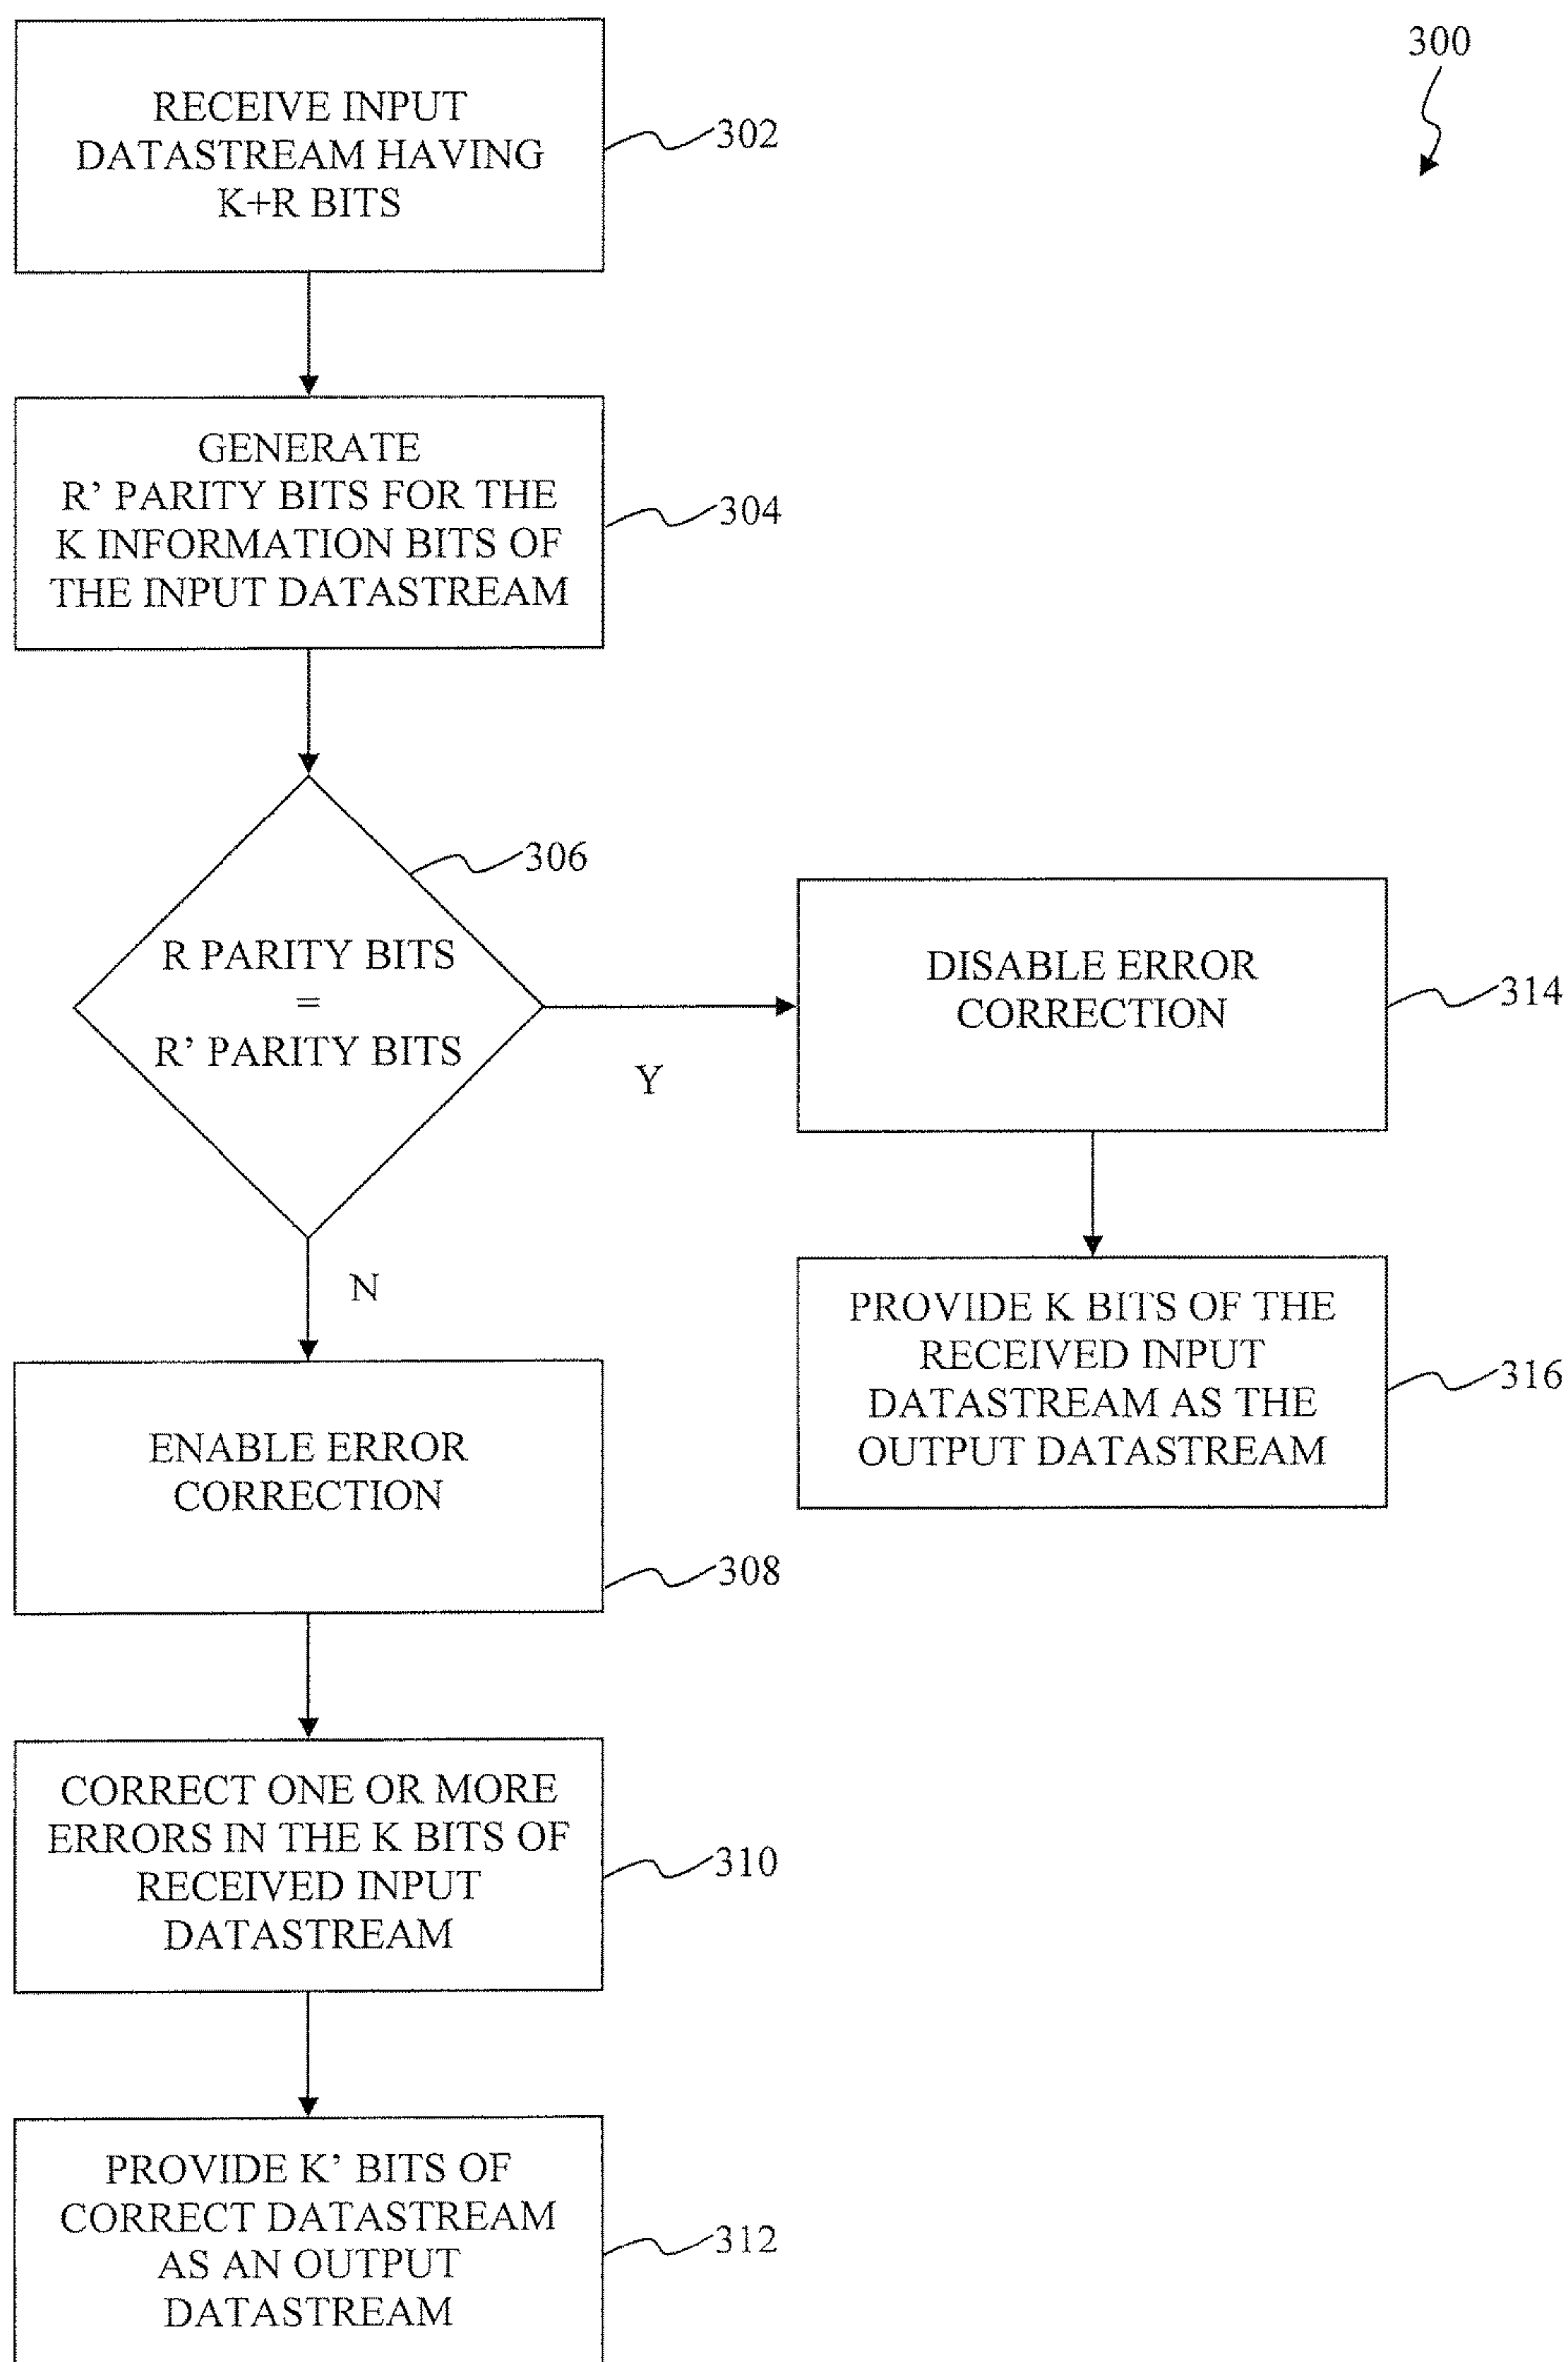 300
RECEIVE INPUT
DATASTREAM HAVING
K+R BITS
302
GENERATE
R’ PARITY BITS FOR THE
K INFORMATION BITS OF
THE INPUT DATASTREAM
304
306
R PARITY BITS
=
R’ PARITY BITS
Y
N
DISABLE ERROR
CORRECTION
314
PROVIDE K BITS OF THE
RECEIVED INPUT
DATASTREAM AS THE
OUTPUT DATASTREAM
316
ENABLE ERROR
CORRECTION
308
CORRECT ONE OR MORE
ERRORS IN THE K BITS OF
RECEIVED INPUT
DATASTREAM
310
PROVIDE K’ BITS OF
CORRECT DATASTREAM
AS AN OUTPUT
DATASTREAM
312